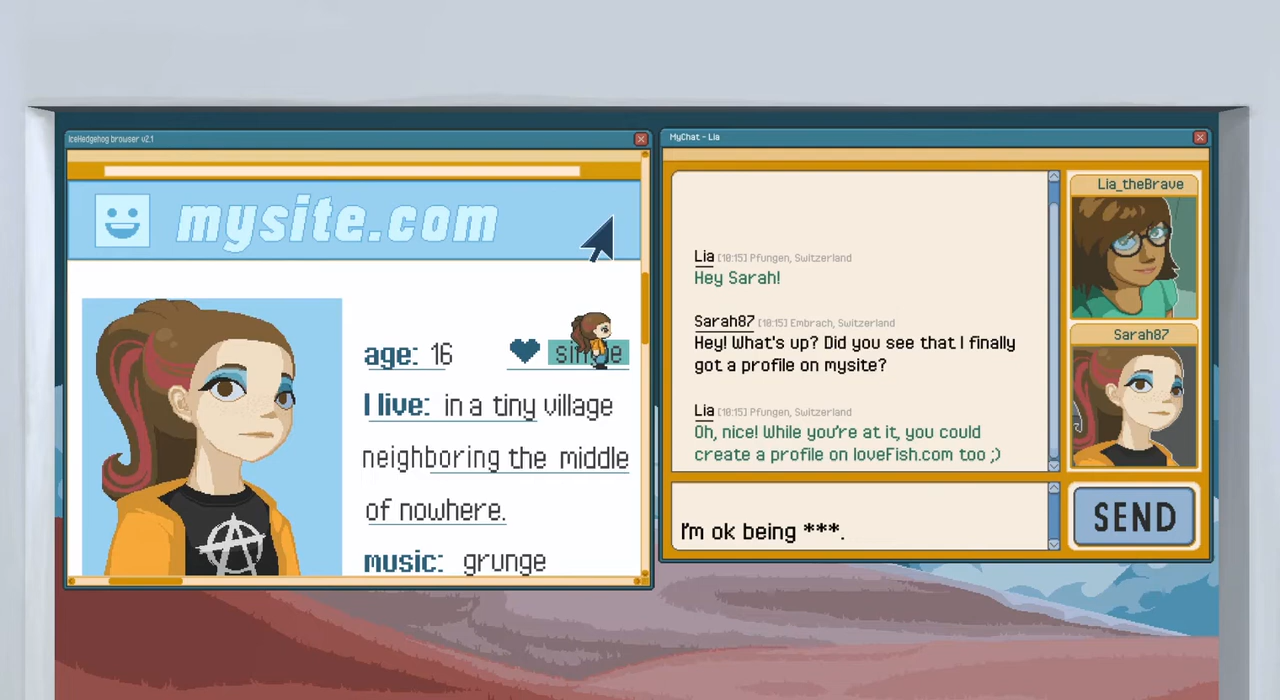 IceHedgehog browser v2.1
mysite.com
age: 16
single
I live: in a tiny village
neighboring the middle
of nowhere.
music: grunge
MyChat - Lia
Lia [18:15] Pfungen, Switzerland
Hey Sarah!
Sarah87 [18:15] Embrach, Switzerland
Hey! What's up? Did you see that I finally
got a profile on mysite?
Lia [18:15] Pfungen, Switzerland
Oh, nice! While you're at it, you could
create a profile on loveFish.com too ;)
I'm ok being ***.
Lia_theBrave
Sarah87
SEND